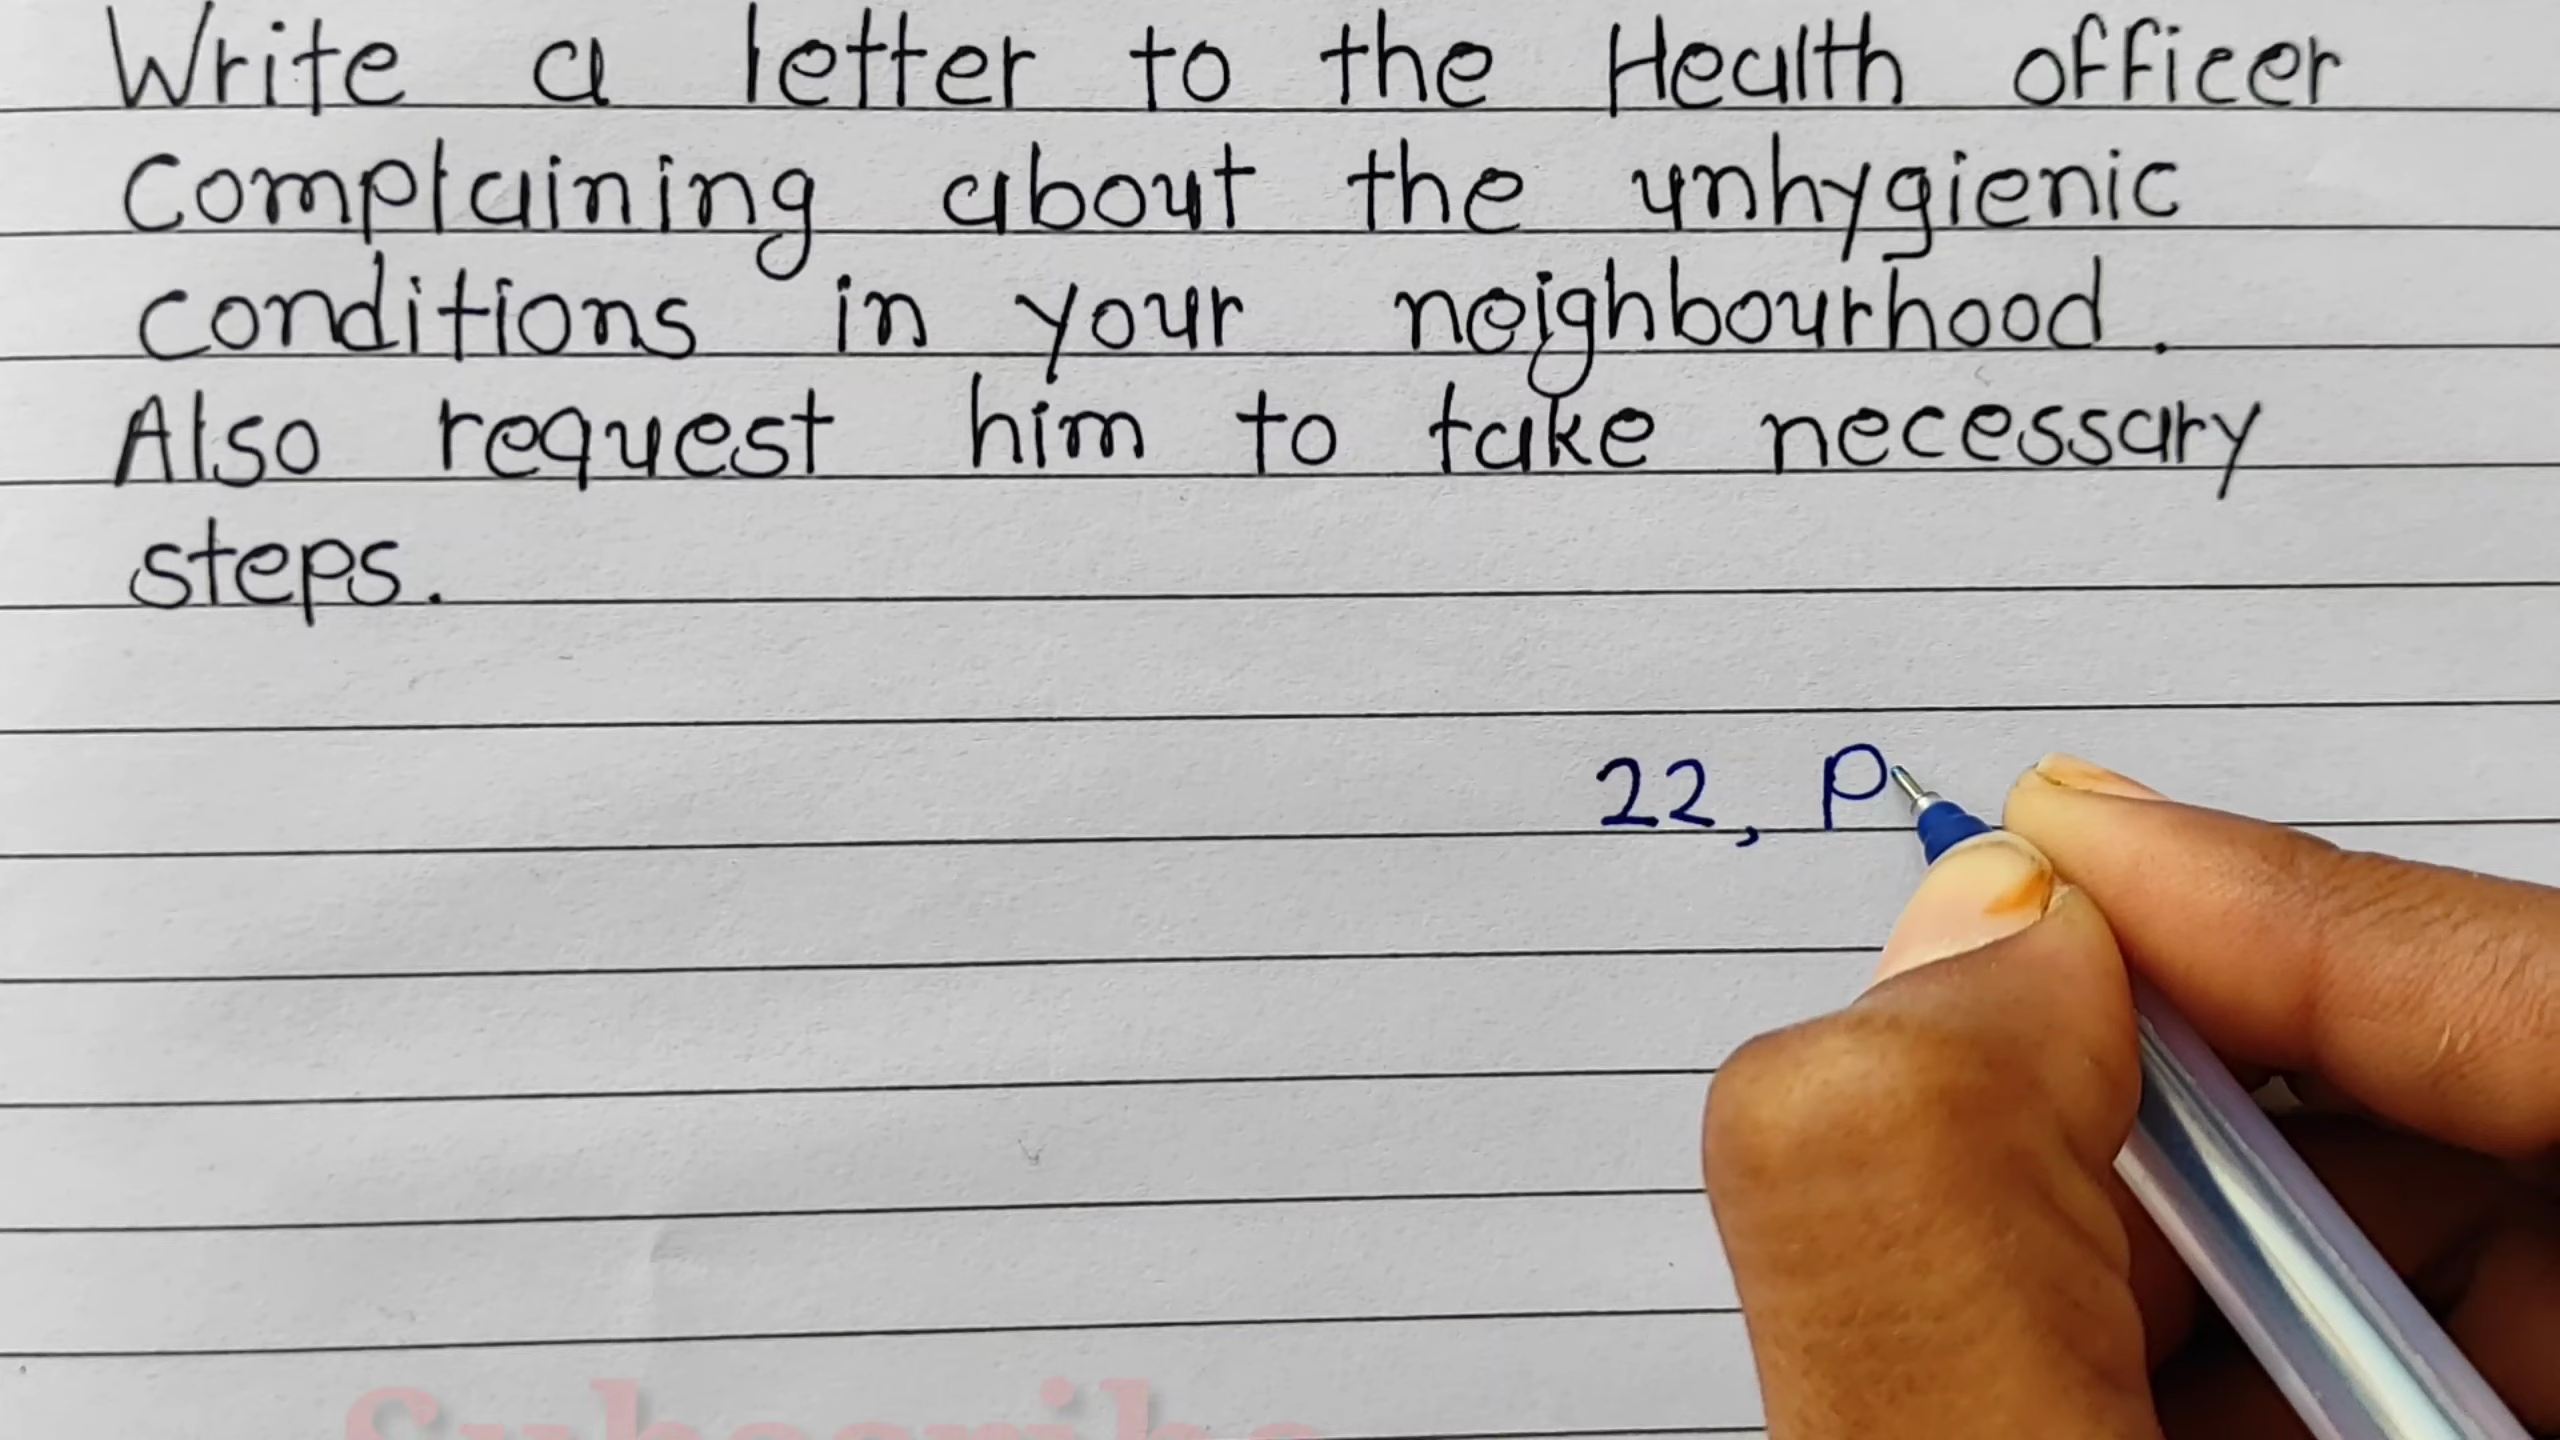 Write a letter to the Health officer
complaining about the unhygienic
conditions in your neighbourhood.
Also request him to take necessary
steps.
22, P
Subscribe